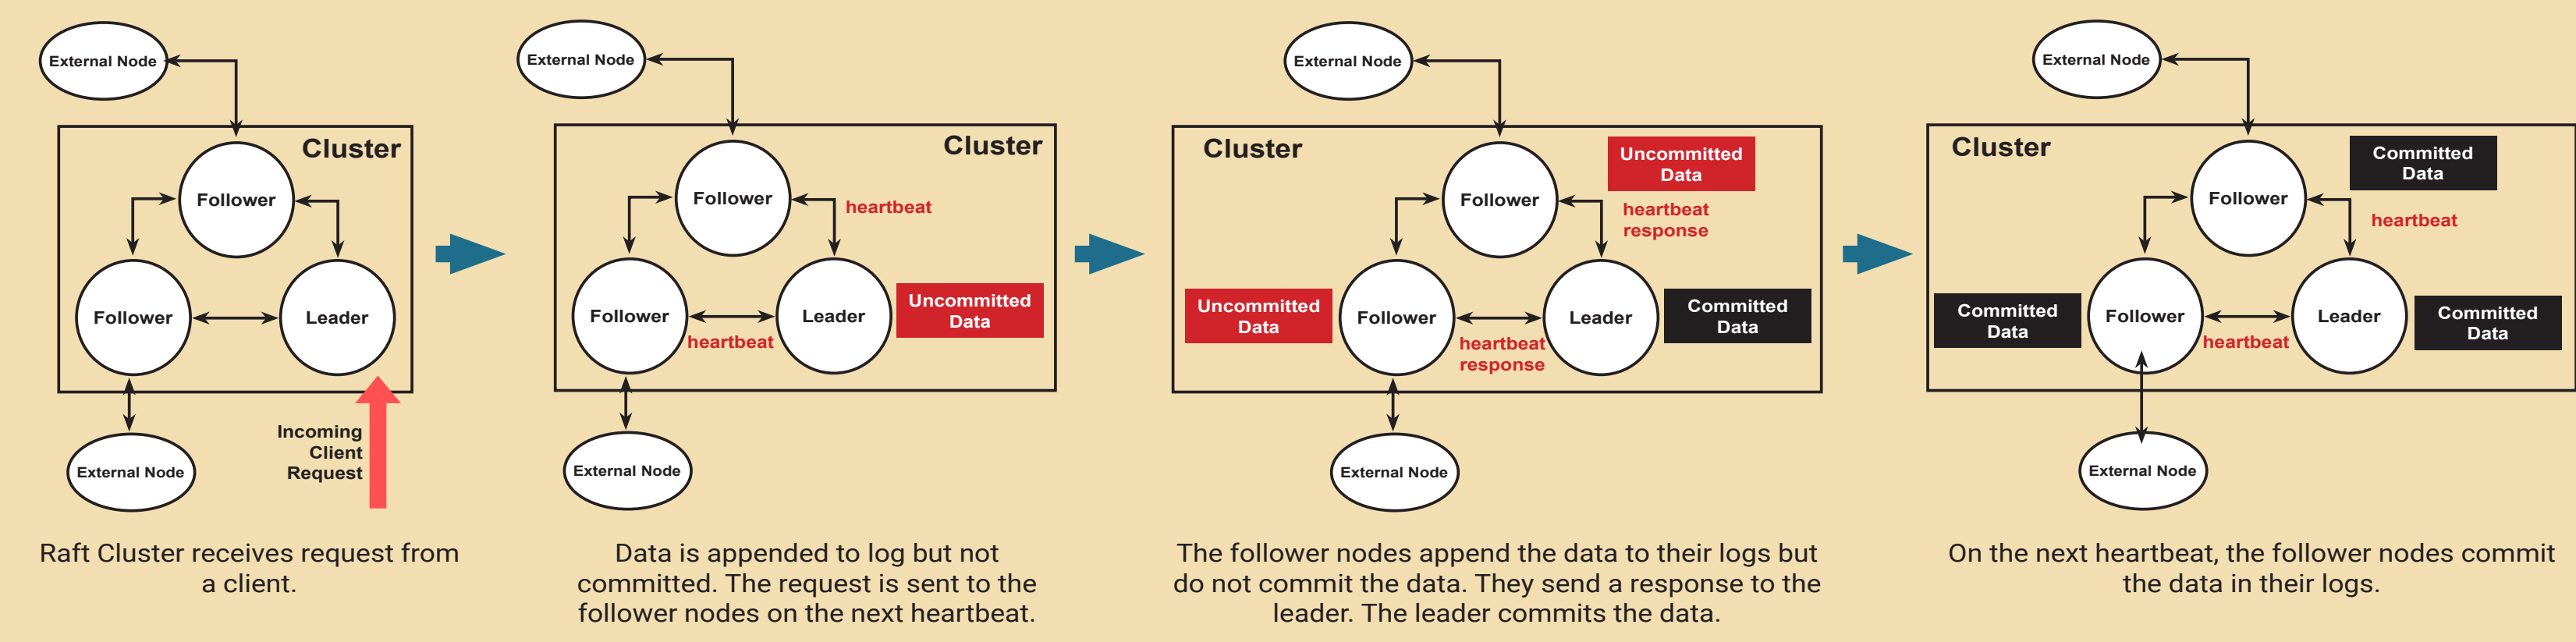 External Node
Cluster
Follower
Follower
Leader
Incoming
Client
Request
External Node
Raft Cluster receives request from
a client.
External Node
Cluster
Follower
heartbeat
Follower
Leader
Uncommitted
Data
heartbeat
External Node
Data is appended to log but not
committed. The request is sent to the
follower nodes on the next heartbeat.
External Node
Cluster
Uncommitted
Data
Follower
heartbeat
response
Uncommitted
Data
Follower
Leader
Committed
Data
heartbeat
response
External Node
The follower nodes append the data to their logs but
do not commit the data. They send a response to the
leader. The leader commits the data.
External Node
Cluster
Committed
Data
Follower
heartbeat
Committed
Data
Follower
Leader
Committed
Data
heartbeat
External Node
On the next heartbeat, the follower nodes commit
the data in their logs.